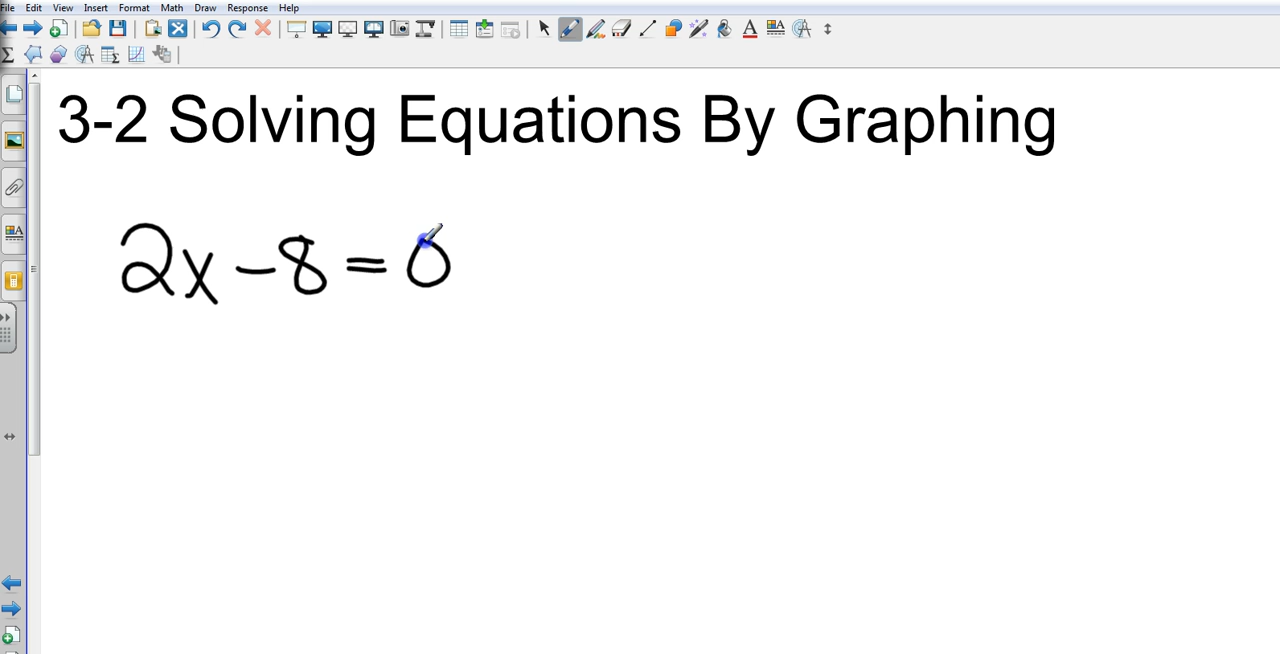 File Edit View Insert Format Math Draw Response Help
3-2 Solving Equations By Graphing
2x - 8 = 0